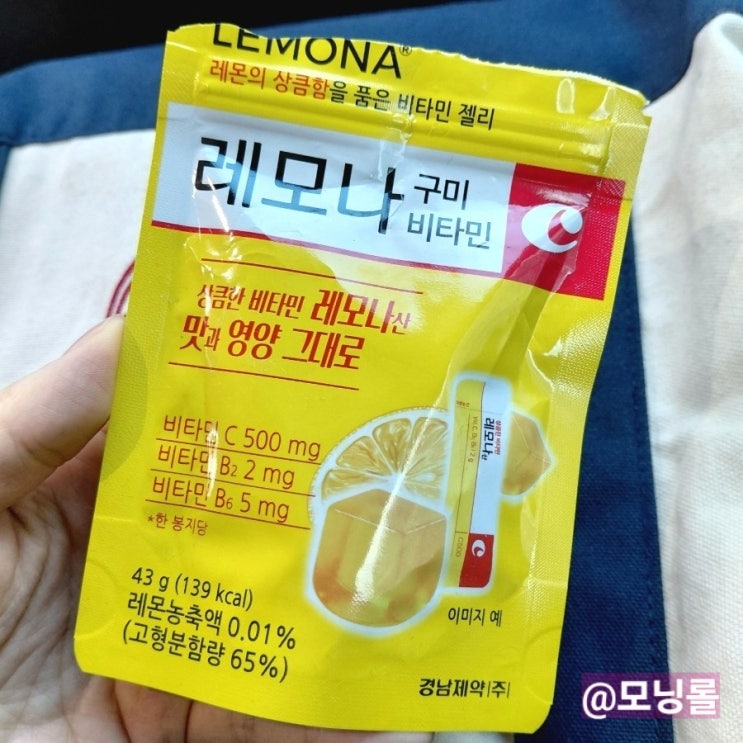 LEMONA®
레몬의 상큼함을 품은 비타민 젤리
레모나 구미
비타민
상큼한 비타민 레모나산
맛과 영양 그대로
비타민 C 500 mg
비타민 B₂ 2 mg
비타민 B₆ 5 mg
*한 봉지당
레모나산
43 g (139 kcal)
레몬농축액 0.01%
(고형분함량 65%)
이미지 예
경남제약(주)
@모닝롤